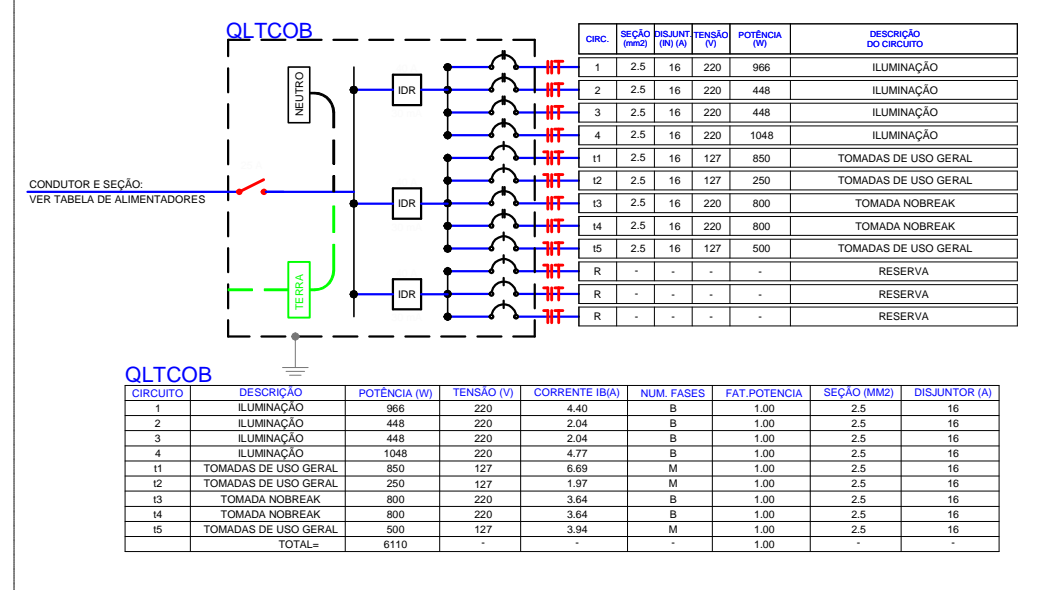 QLTCOB
CIRC. SEÇÃO (mm2) DISJUNT. (IN) (A) TENSÃO (V) POTÊNCIA (W) DESCRIÇÃO DO CIRCUITO
1 2.5 16 220 966 ILUMINAÇÃO
2 2.5 16 220 448 ILUMINAÇÃO
3 2.5 16 220 448 ILUMINAÇÃO
4 2.5 16 220 1048 ILUMINAÇÃO
t1 2.5 16 127 850 TOMADAS DE USO GERAL
t2 2.5 16 127 250 TOMADAS DE USO GERAL
t3 2.5 16 220 800 TOMADA NOBREAK
t4 2.5 16 220 800 TOMADA NOBREAK
t5 2.5 16 127 500 TOMADAS DE USO GERAL
R - - - - RESERVA
R - - - - RESERVA
R - - - - RESERVA
NEUTRO
IDR
IDR
IDR
CONDUTOR E SEÇÃO:
VER TABELA DE ALIMENTADORES
TERRA
QLTCOB
CIRCUITO DESCRIÇÃO POTÊNCIA (W) TENSÃO (V) CORRENTE IB(A) NUM. FASES FAT.POTENCIA SEÇÃO (MM2) DISJUNTOR (A)
1 ILUMINAÇÃO 966 220 4.40 B 1.00 2.5 16
2 ILUMINAÇÃO 448 220 2.04 B 1.00 2.5 16
3 ILUMINAÇÃO 448 220 2.04 B 1.00 2.5 16
4 ILUMINAÇÃO 1048 220 4.77 B 1.00 2.5 16
t1 TOMADAS DE USO GERAL 850 127 6.69 M 1.00 2.5 16
t2 TOMADAS DE USO GERAL 250 127 1.97 M 1.00 2.5 16
t3 TOMADA NOBREAK 800 220 3.64 B 1.00 2.5 16
t4 TOMADA NOBREAK 800 220 3.64 B 1.00 2.5 16
t5 TOMADAS DE USO GERAL 500 127 3.94 M 1.00 2.5 16
TOTAL= 6110 - - - 1.00 - -